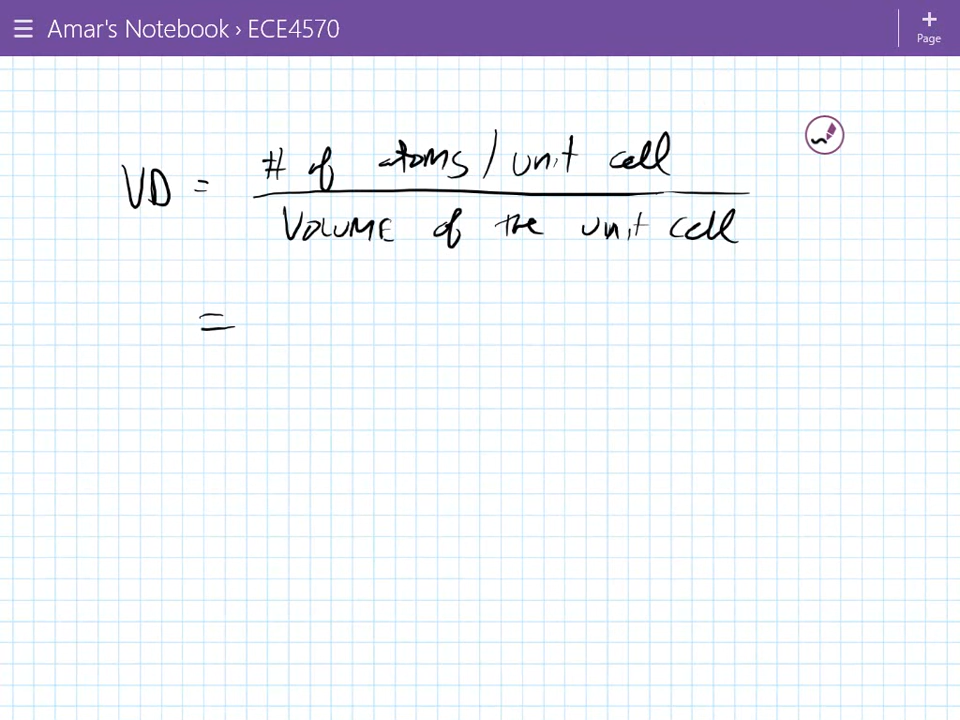 Amar's Notebook › ECE4570
+
Page
VD = # of atoms / unit cell
VOLUME of the unit cell
=